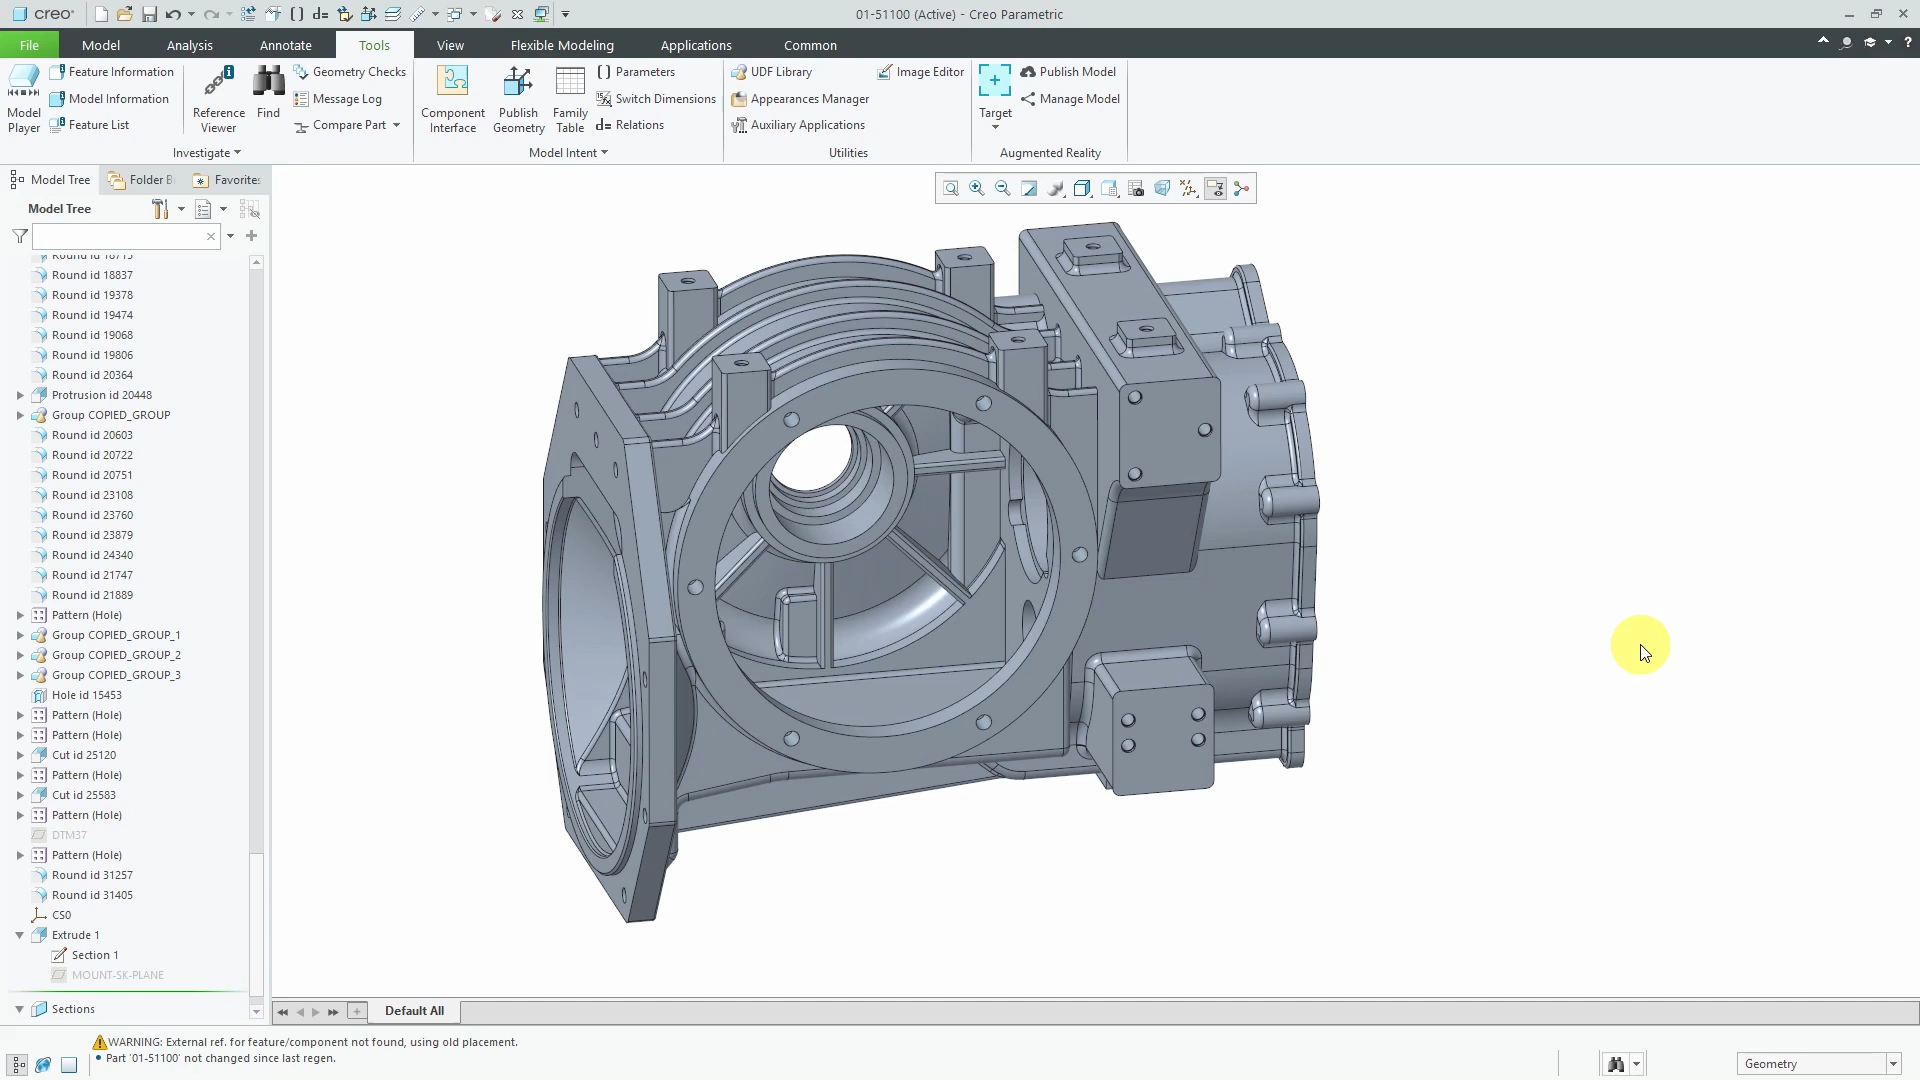 creo
01-51100 (Active) - Creo Parametric
File
Model
Analysis
Annotate
Tools
View
Flexible Modeling
Applications
Common
Model
Player
Feature Information
Model Information
Feature List
Reference
Viewer
Find
Geometry Checks
Message Log
Compare Part
Investigate
Component
Interface
Publish
Geometry
Family
Table
Parameters
Switch Dimensions
Relations
Model Intent
UDF Library
Appearances Manager
Auxiliary Applications
Image Editor
Utilities
Target
Publish Model
Manage Model
Augmented Reality
Model Tree
Folder B
Favorites
Model Tree
Round id 18715
Round id 18837
Round id 19378
Round id 19474
Round id 19068
Round id 19806
Round id 20364
Protrusion id 20448
Group COPIED_GROUP
Round id 20603
Round id 20722
Round id 20751
Round id 23108
Round id 23760
Round id 23879
Round id 24340
Round id 21747
Round id 21889
Pattern (Hole)
Group COPIED_GROUP_1
Group COPIED_GROUP_2
Group COPIED_GROUP_3
Hole id 15453
Pattern (Hole)
Pattern (Hole)
Cut id 25120
Pattern (Hole)
Cut id 25583
Pattern (Hole)
DTM37
Pattern (Hole)
Round id 31257
Round id 31405
CS0
Extrude 1
Section 1
MOUNT-SK-PLANE
Sections
Default All
WARNING: External ref. for feature/component not found, using old placement.
• Part '01-51100' not changed since last regen.
Geometry